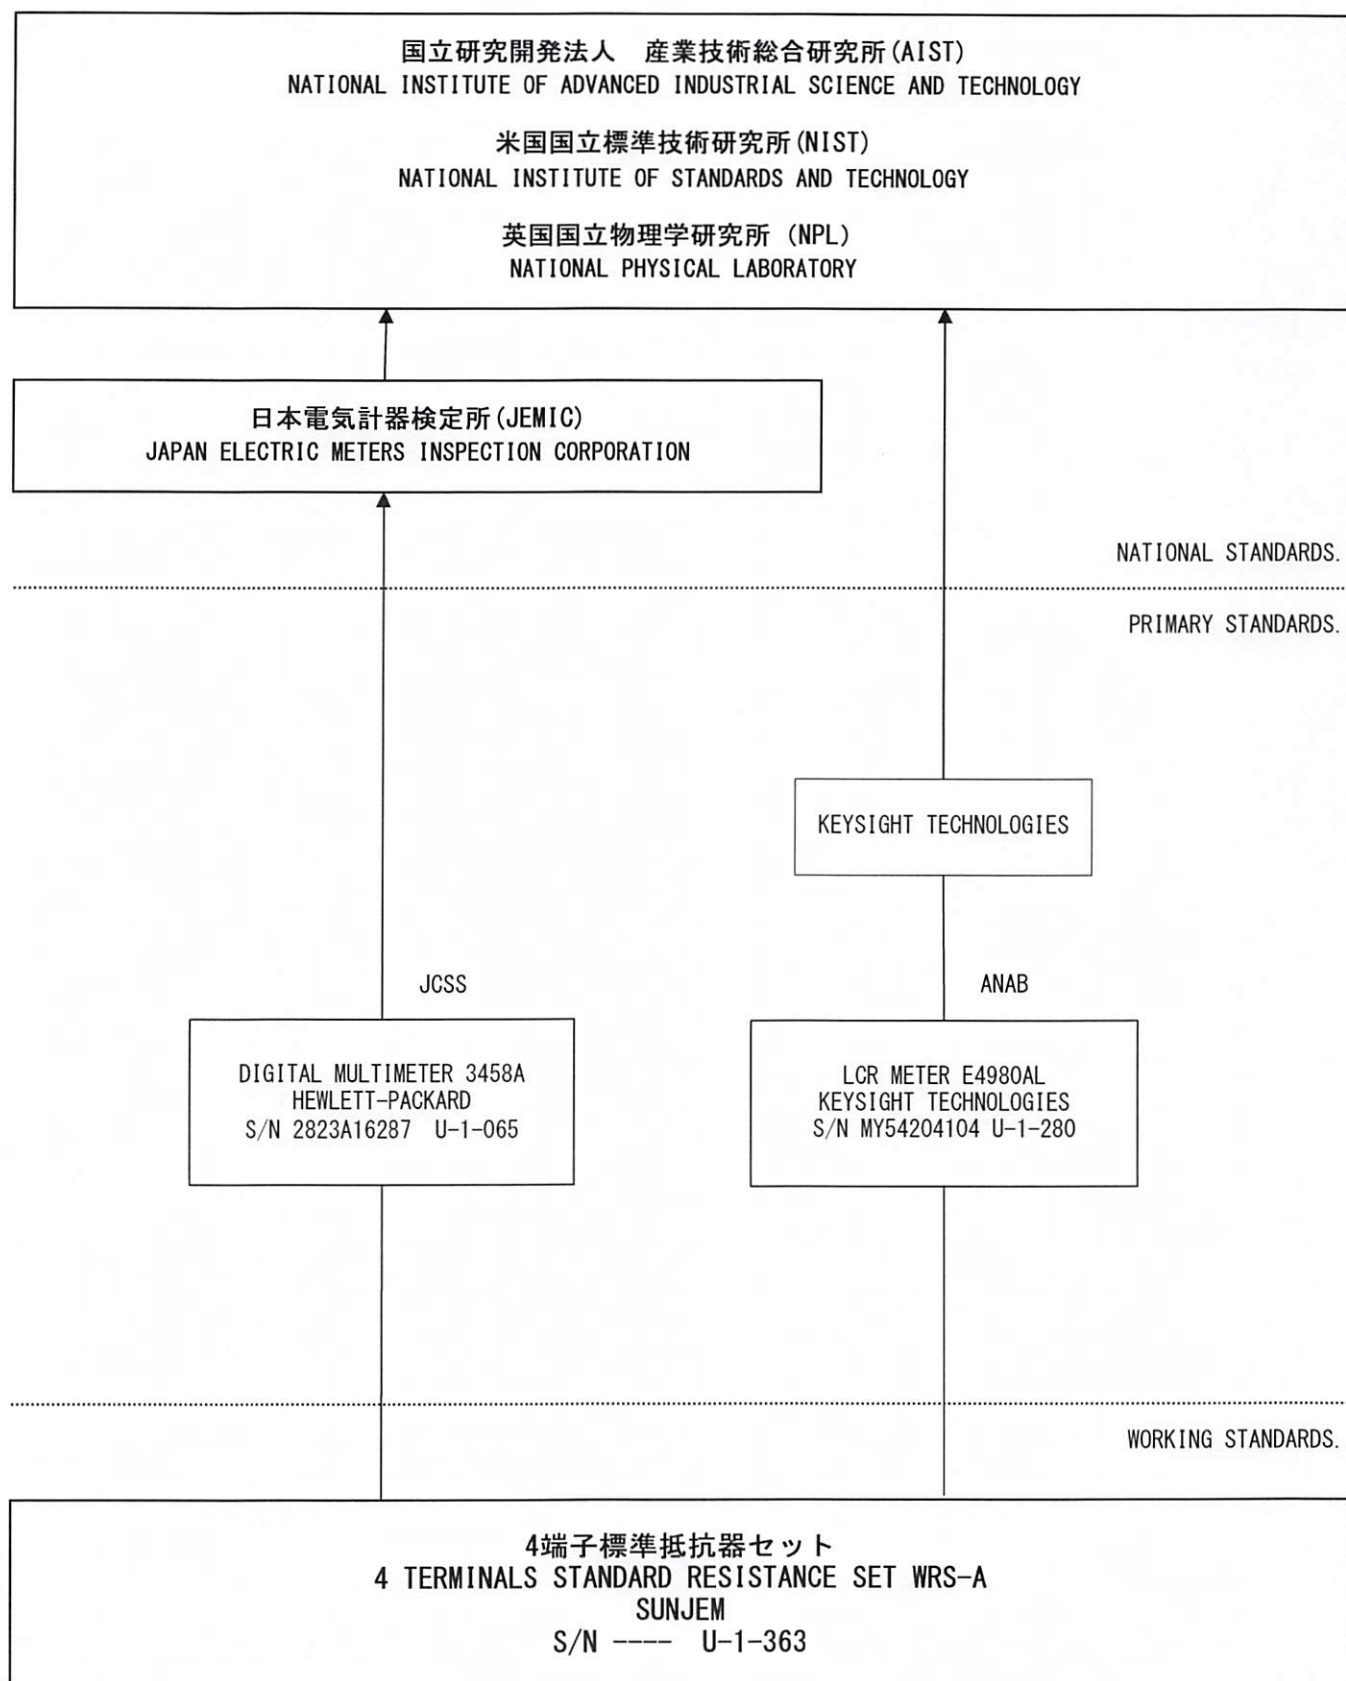 国立研究開発法人　産業技術総合研究所(AIST)
NATIONAL INSTITUTE OF ADVANCED INDUSTRIAL SCIENCE AND TECHNOLOGY
米国国立標準技術研究所(NIST)
NATIONAL INSTITUTE OF STANDARDS AND TECHNOLOGY
英国国立物理学研究所 (NPL)
NATIONAL PHYSICAL LABORATORY
日本電気計器検定所(JEMIC)
JAPAN ELECTRIC METERS INSPECTION CORPORATION
NATIONAL STANDARDS.
PRIMARY STANDARDS.
KEYSIGHT TECHNOLOGIES
JCSS
ANAB
DIGITAL MULTIMETER 3458A
HEWLETT-PACKARD
S/N 2823A16287 U-1-065
LCR METER E4980AL
KEYSIGHT TECHNOLOGIES
S/N MY54204104 U-1-280
WORKING STANDARDS.
4端子標準抵抗器セット
4 TERMINALS STANDARD RESISTANCE SET WRS-A
SUNJEM
S/N ---- U-1-363